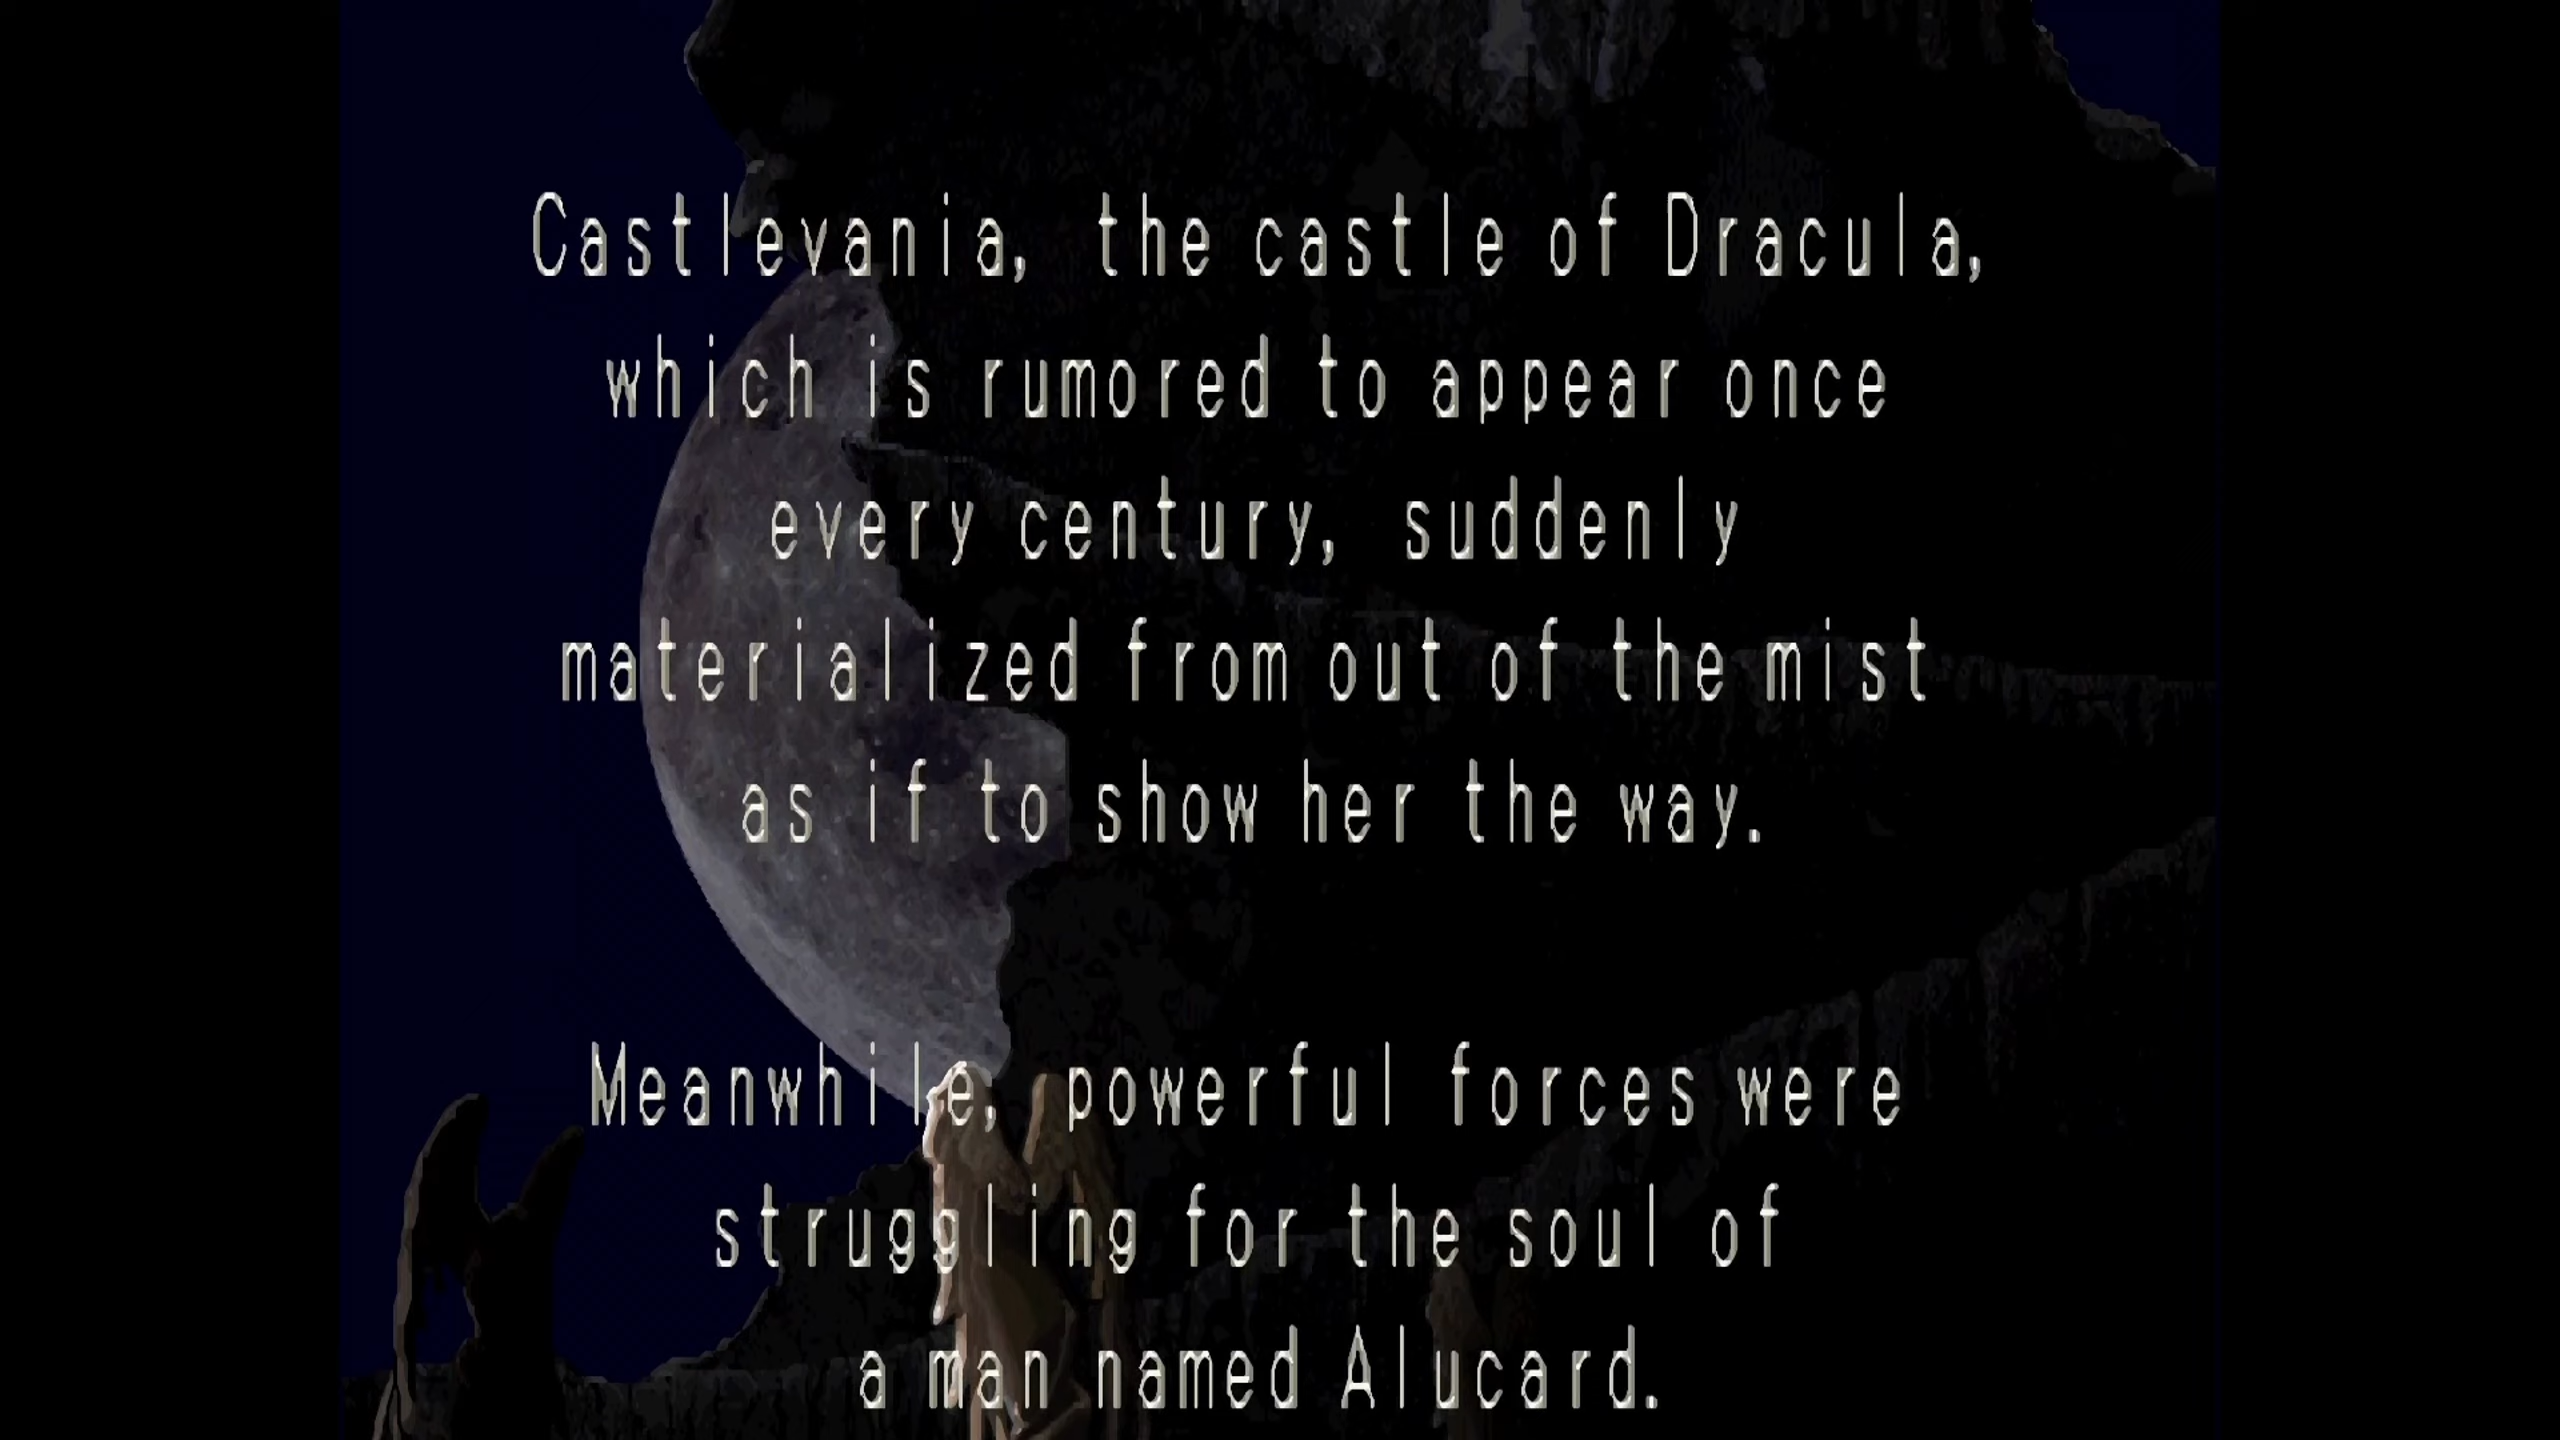 Castlevania, the castle of Dracula,
which is rumored to appear once
every century, suddenly
materialized from out of the mist
as if to show her the way.
Meanwhile, powerful forces were
struggling for the soul of
a man named Alucard.